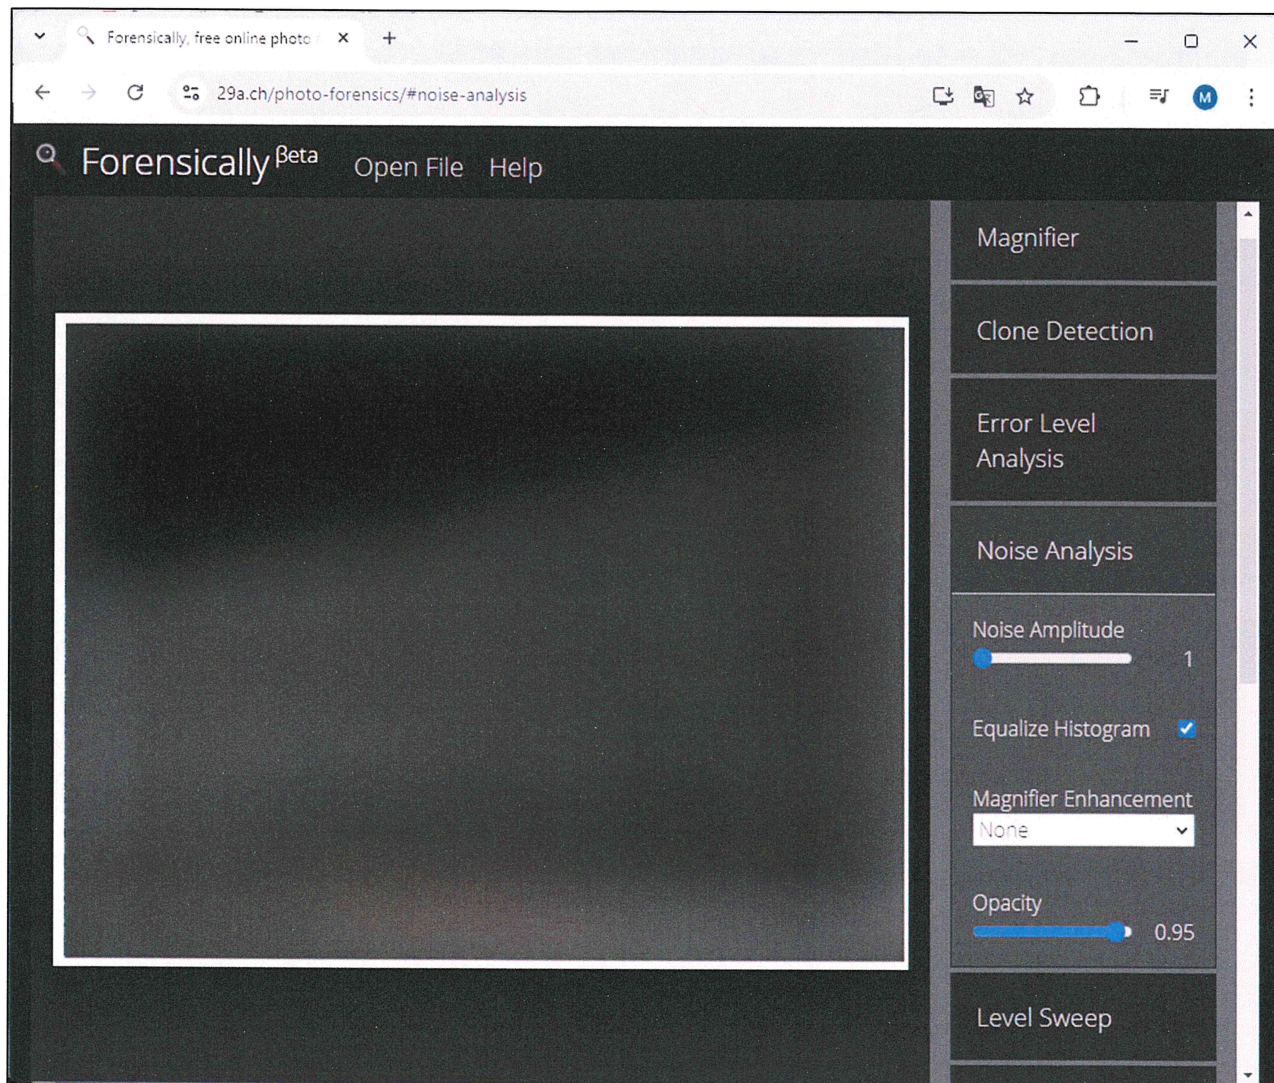 Forensically, free online photo
29a.ch/photo-forensics/#noise-analysis
M
Forensically βeta Open File Help
Magnifier
Clone Detection
Error Level
Analysis
Noise Analysis
Noise Amplitude
1
Equalize Histogram
Magnifier Enhancement
None
Opacity
0.95
Level Sweep